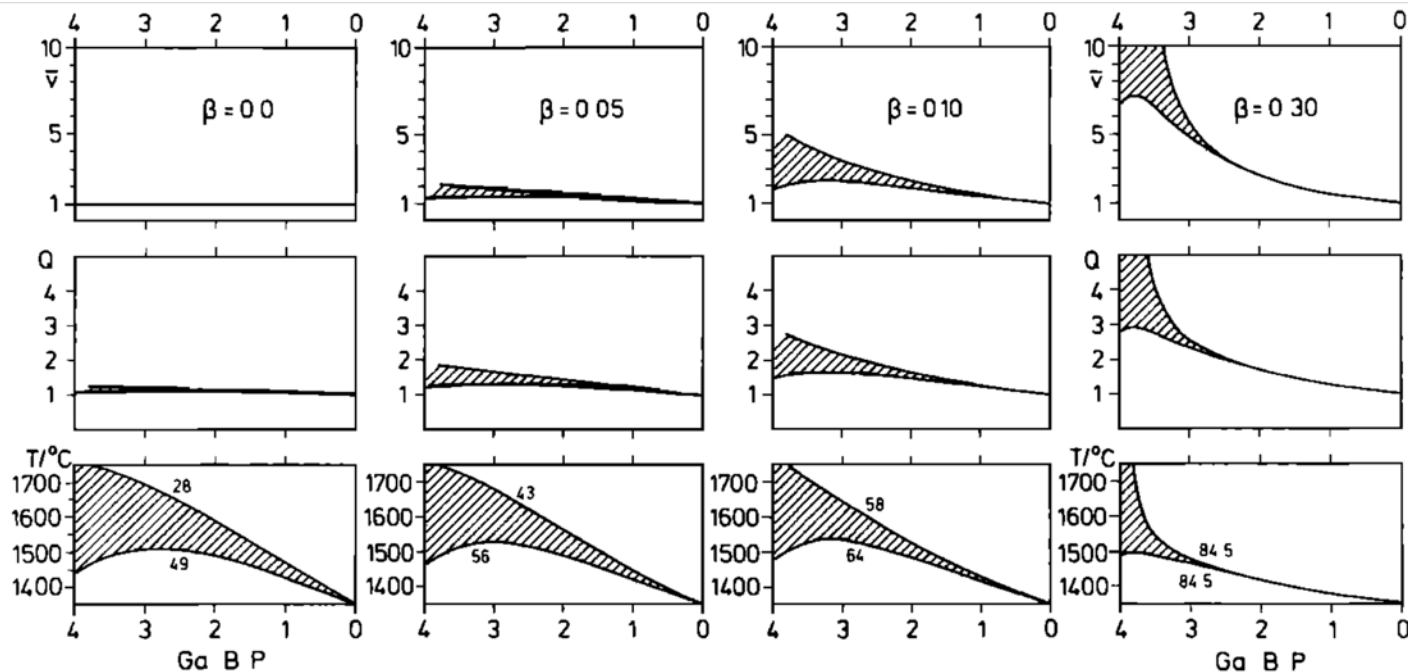 4 3 2 1 0 4 3 2 1 0 4 3 2 1 0 4 3 2 1 0
10 10 10 10
v̄ v̄
β = 0 0 β = 0 05 β = 0 10 β = 0 30
5 5 5 5
1 1 1 1
Q Q
4 4 4 4
3 3 3 3
2 2 2 2
1 1 1 1
T/°C T/°C
1700 28 1700 43 1700 58 1700
1600 1600 1600 1600
1500 49 1500 56 1500 64 1500 84 5
1400 1400 1400 1400 84 5
4 3 2 1 0 4 3 2 1 0 4 3 2 1 0 4 3 2 1 0
Ga B P Ga B P